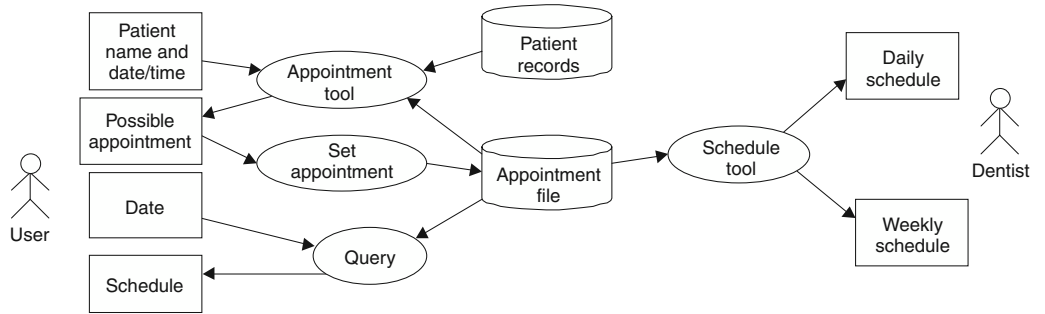 Patient
name and
date/time
Appointment
tool
Patient
records
Daily
schedule
Possible
appointment
Set
appointment
Appointment
file
Schedule
tool
Dentist
User
Date
Query
Weekly
schedule
Schedule